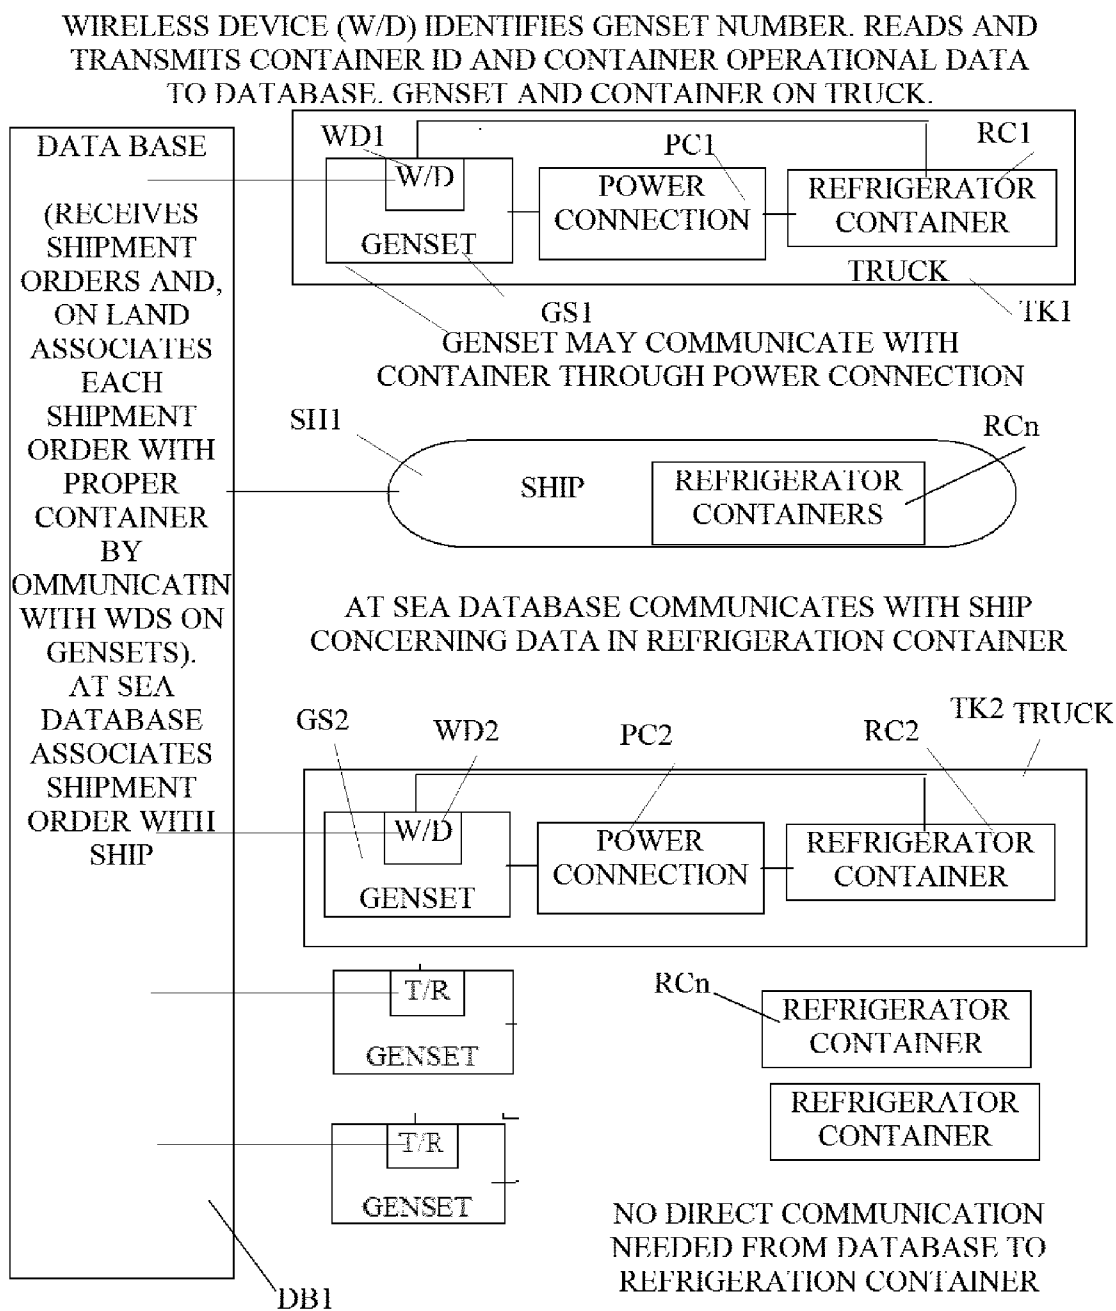 WIRELESS DEVICE (W/D) IDENTIFIES GENSET NUMBER. READS AND
TRANSMITS CONTAINER ID AND CONTAINER OPERATIONAL DATA
TO DATABASE. GENSET AND CONTAINER ON TRUCK.
DATA BASE
(RECEIVES
SHIPMENT
ORDERS AND,
ON LAND
ASSOCIATES
EACH
SHIPMENT
ORDER WITH
PROPER
CONTAINER
BY
OMMUNICATIN
WITH WDS ON
GENSETS).
AT SEA
DATABASE
ASSOCIATES
SHIPMENT
ORDER WITH
SHIP
DB1
WD1
PC1
RC1
W/D
GENSET
POWER
CONNECTION
REFRIGERATOR
CONTAINER
TRUCK
GS1
TK1
GENSET MAY COMMUNICATE WITH
CONTAINER THROUGH POWER CONNECTION
SH1
RCn
SHIP
REFRIGERATOR
CONTAINERS
AT SEA DATABASE COMMUNICATES WITH SHIP
CONCERNING DATA IN REFRIGERATION CONTAINER
GS2
WD2
PC2
RC2
TK2 TRUCK
W/D
GENSET
POWER
CONNECTION
REFRIGERATOR
CONTAINER
T/R
GENSET
RCn
REFRIGERATOR
CONTAINER
T/R
GENSET
REFRIGERATOR
CONTAINER
NO DIRECT COMMUNICATION
NEEDED FROM DATABASE TO
REFRIGERATION CONTAINER